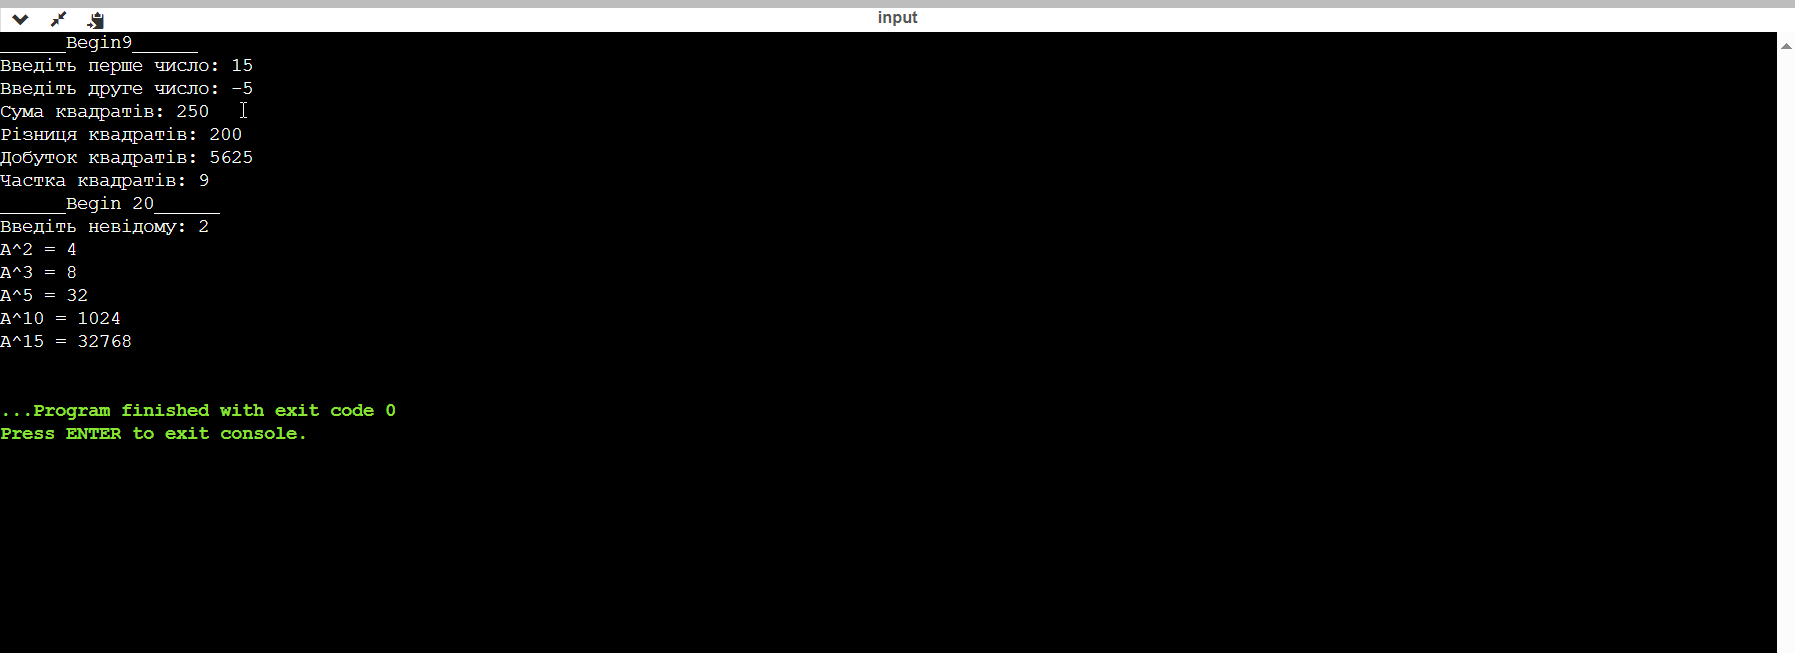 input
______Begin9______
Введіть перше число: 15
Введіть друге число: -5
Сума квадратів: 250
Різниця квадратів: 200
Добуток квадратів: 5625
Частка квадратів: 9
______Begin 20______
Введіть невідому: 2
A^2 = 4
A^3 = 8
A^5 = 32
A^10 = 1024
A^15 = 32768
...Program finished with exit code 0
Press ENTER to exit console.